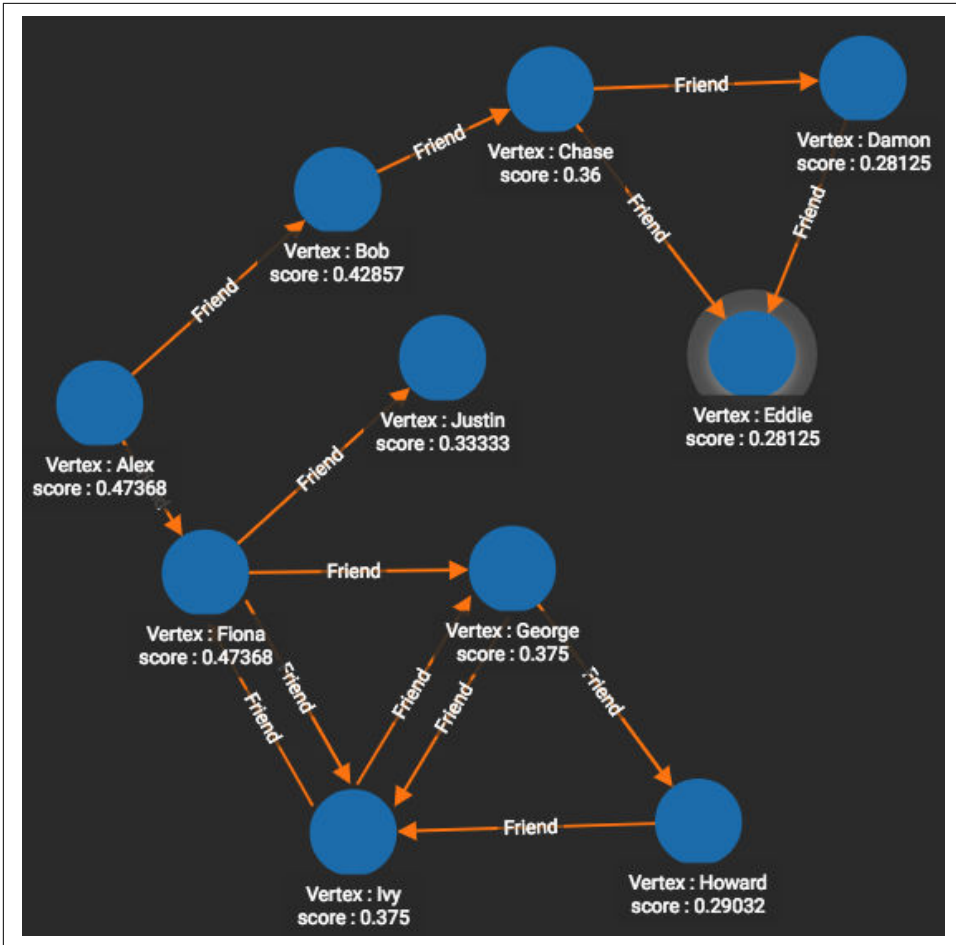 Friend
Vertex : Chase
score : 0.36
Vertex : Damon
score : 0.28125
Friend
Vertex : Bob
score : 0.42857
Friend
Friend
Friend
Vertex : Eddie
score : 0.28125
Vertex : Justin
score : 0.33333
Friend
Vertex : Alex
score : 0.47368
Friend
Vertex : Fiona
score : 0.47368
Vertex : George
score : 0.375
Friend
Friend
Friend
Friend
Friend
Friend
Vertex : Ivy
score : 0.375
Vertex : Howard
score : 0.29032